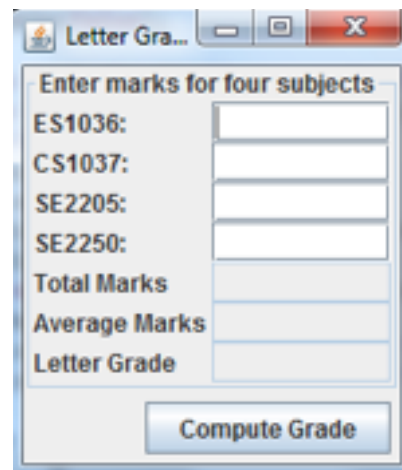 Letter Gra...
Enter marks for four subjects
ES1036:
CS1037:
SE2205:
SE2250:
Total Marks
Average Marks
Letter Grade
Compute Grade